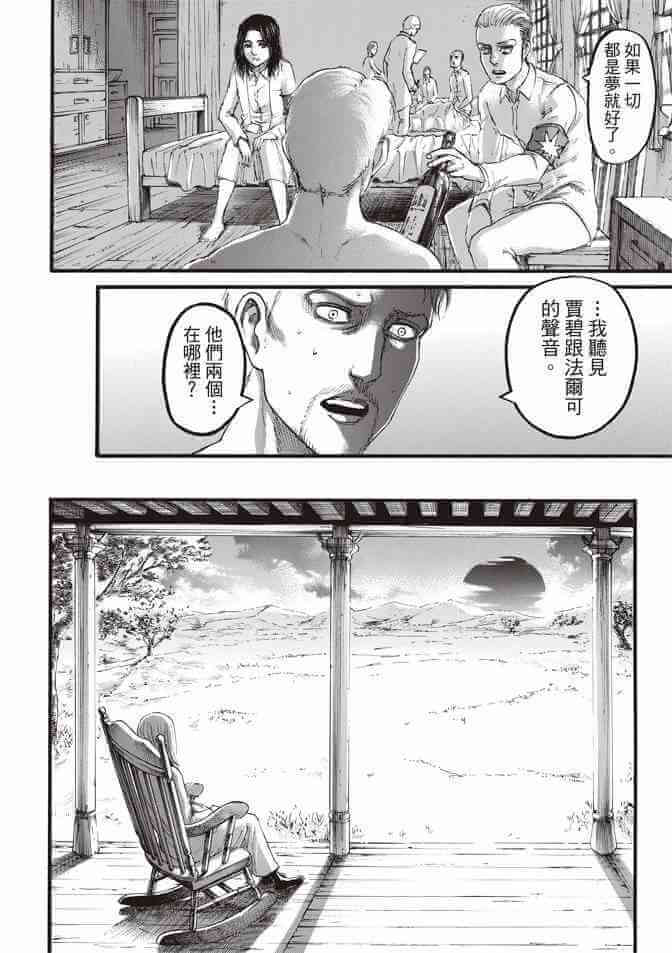 如果一切
都是夢就好了。
…我聽見
賈碧跟法爾可
的聲音。
他們兩個…
在哪裡？